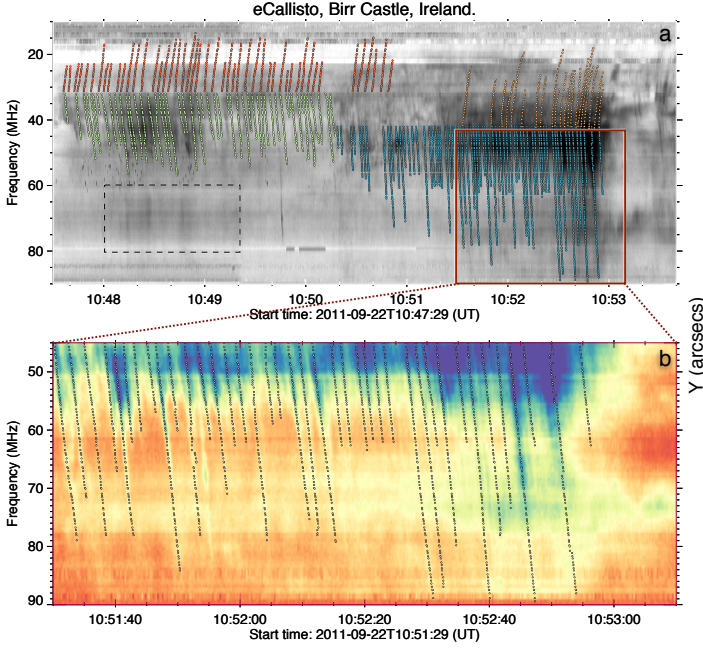 eCallisto, Birr Castle, Ireland.
a
20
40
60
80
Frequency (MHz)
10:48 10:49 10:50 10:51 10:52 10:53
Start time: 2011-09-22T10:47:29 (UT)
Y (arcsecs)
b
50
60
70
80
90
Frequency (MHz)
10:51:40 10:52:00 10:52:20 10:52:40 10:53:00
Start time: 2011-09-22T10:51:29 (UT)